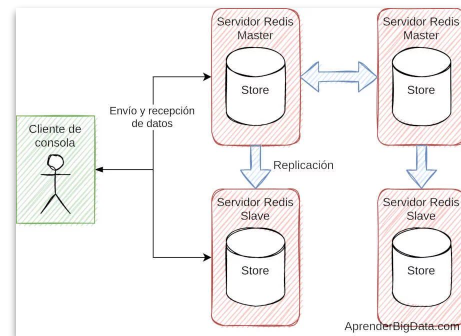 Servidor Redis
Master
Store
Servidor Redis
Master
Store
Envío y recepción
de datos
Cliente de
consola
Replicación
Servidor Redis
Slave
Store
Servidor Redis
Slave
Store
AprenderBigData.com